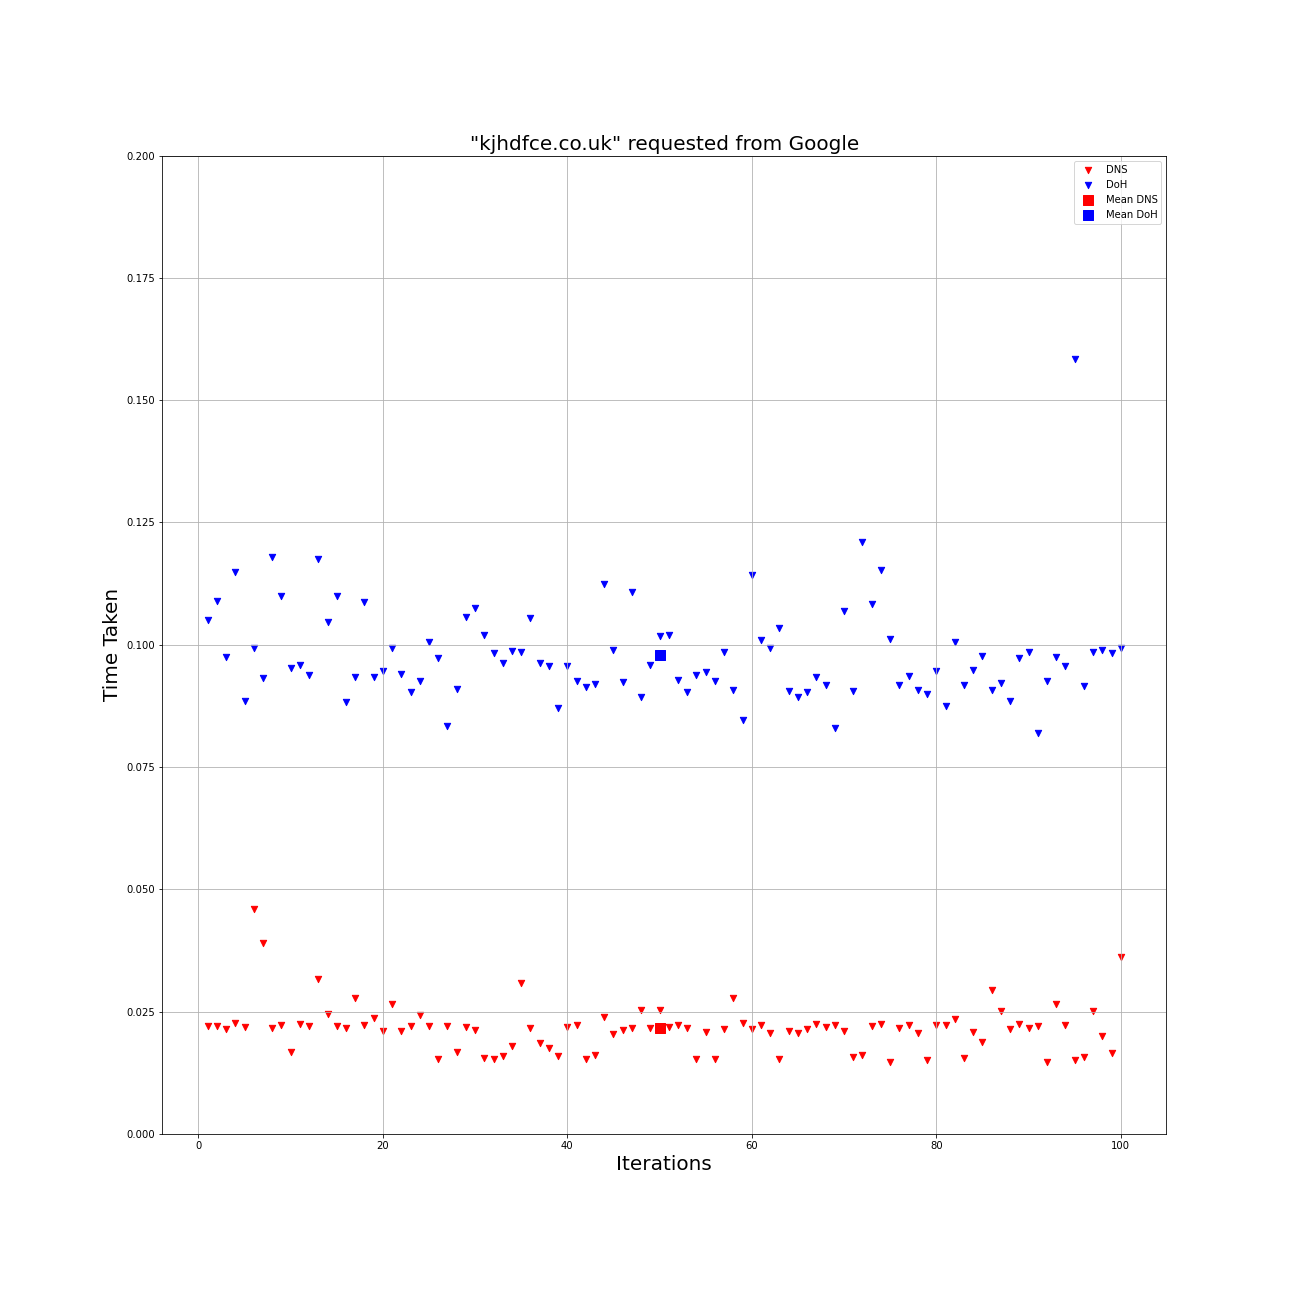 "kjhdfce.co.uk" requested from Google
0.200
0.175
0.150
0.125
0.100
0.075
0.050
0.025
0.000
Time Taken
DNS
DoH
Mean DNS
Mean DoH
0 20 40 60 80 100
Iterations